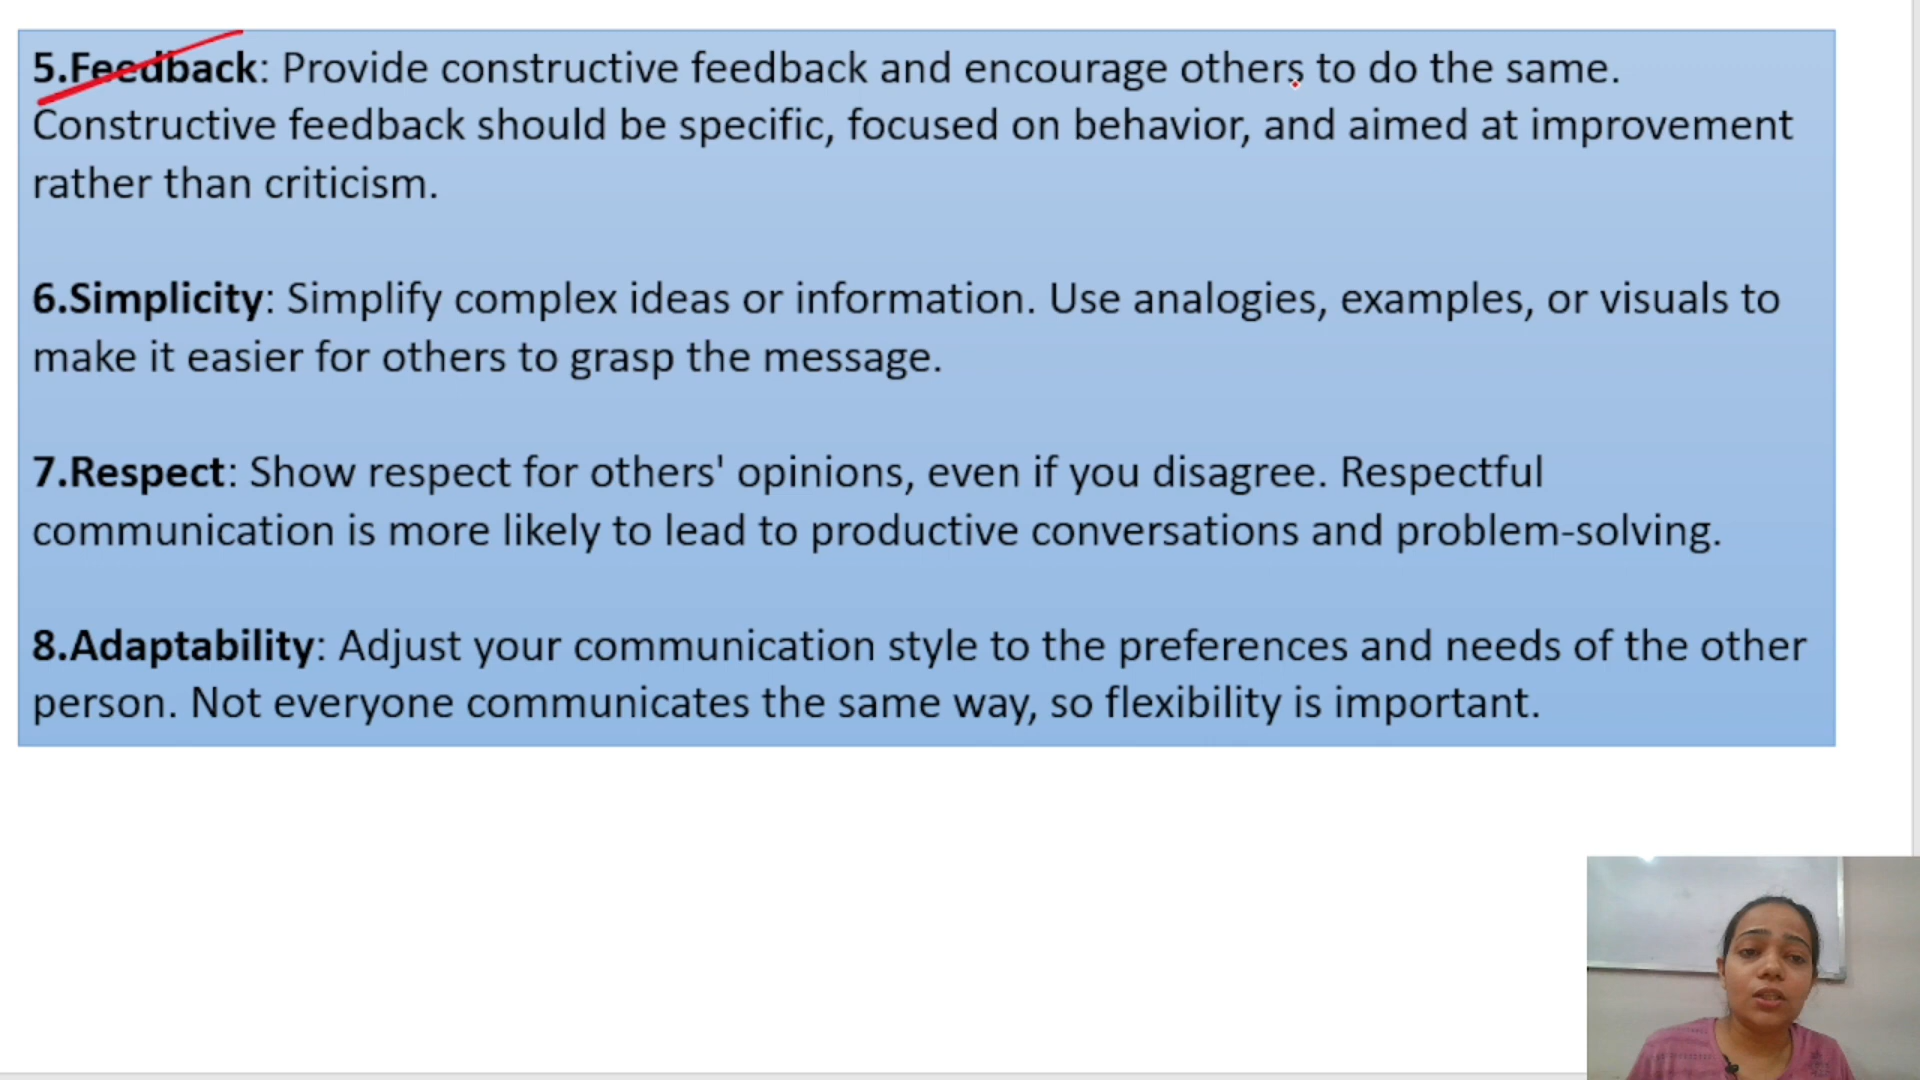 5.Feedback: Provide constructive feedback and encourage others to do the same.
Constructive feedback should be specific, focused on behavior, and aimed at improvement
rather than criticism.
6.Simplicity: Simplify complex ideas or information. Use analogies, examples, or visuals to
make it easier for others to grasp the message.
7.Respect: Show respect for others' opinions, even if you disagree. Respectful
communication is more likely to lead to productive conversations and problem-solving.
8.Adaptability: Adjust your communication style to the preferences and needs of the other
person. Not everyone communicates the same way, so flexibility is important.